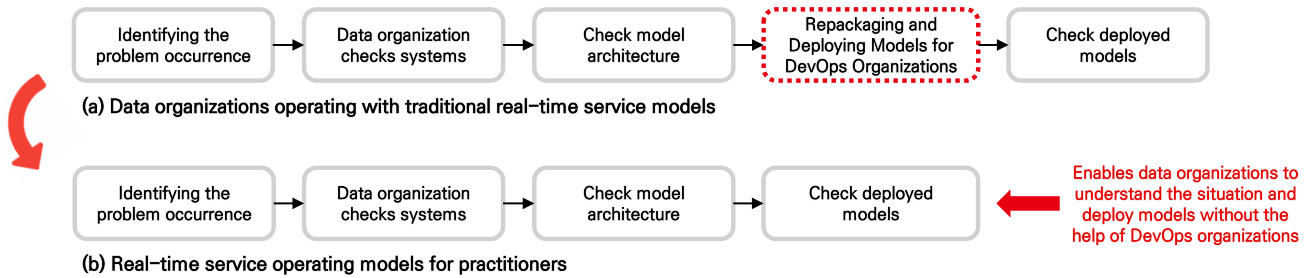 Identifying the
problem occurrence
Data organization
checks systems
Check model
architecture
Repackaging and
Deploying Models for
DevOps Organizations
Check deployed
models
(a) Data organizations operating with traditional real-time service models
Identifying the
problem occurrence
Data organization
checks systems
Check model
architecture
Check deployed
models
Enables data organizations to
understand the situation and
deploy models without the
help of DevOps organizations
(b) Real-time service operating models for practitioners